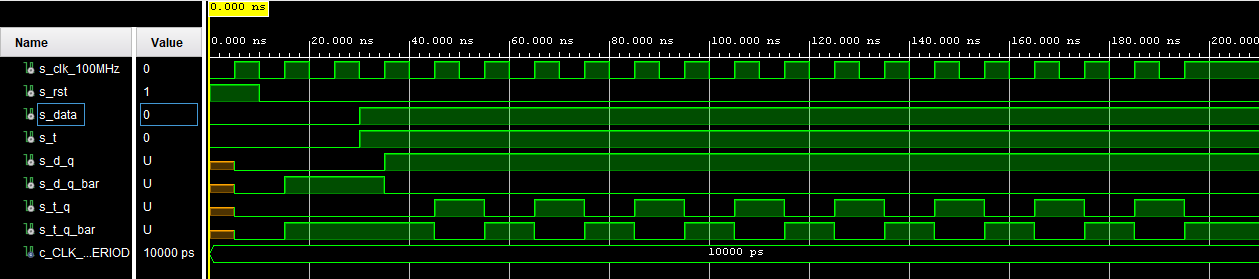 0.000 ns
Name Value
0.000 ns 20.000 ns 40.000 ns 60.000 ns 80.000 ns 100.000 ns 120.000 ns 140.000 ns 160.000 ns 180.000 ns 200.000
s_clk_100MHz 0
s_rst 1
s_data 0
s_t 0
s_d_q U
s_d_q_bar U
s_t_q U
s_t_q_bar U
c_CLK_...ERIOD 10000 ps 10000 ps